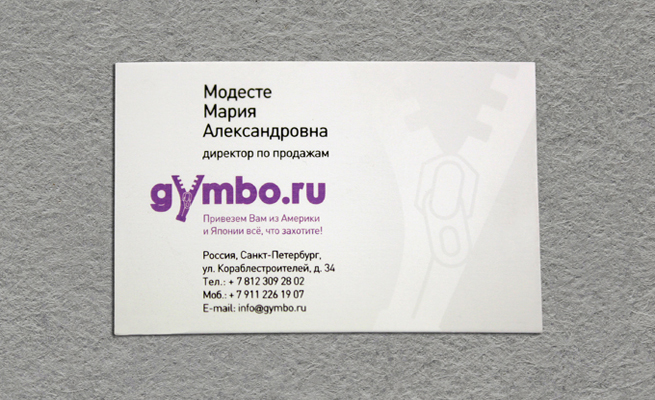 Модесте
Мария
Александровна
директор по продажам
gymbo.ru
Привезем Вам из Америки
и Японии всё, что захотите!
Россия, Санкт-Петербург,
ул. Кораблестроителей, д. 34
Тел.: + 7 812 309 28 02
Моб.: + 7 911 226 19 07
E-mail: info@gymbo.ru